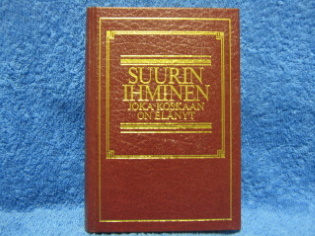 SUURIN
IHMINEN
JOKA KOSKAAN
ON ELÄNYT